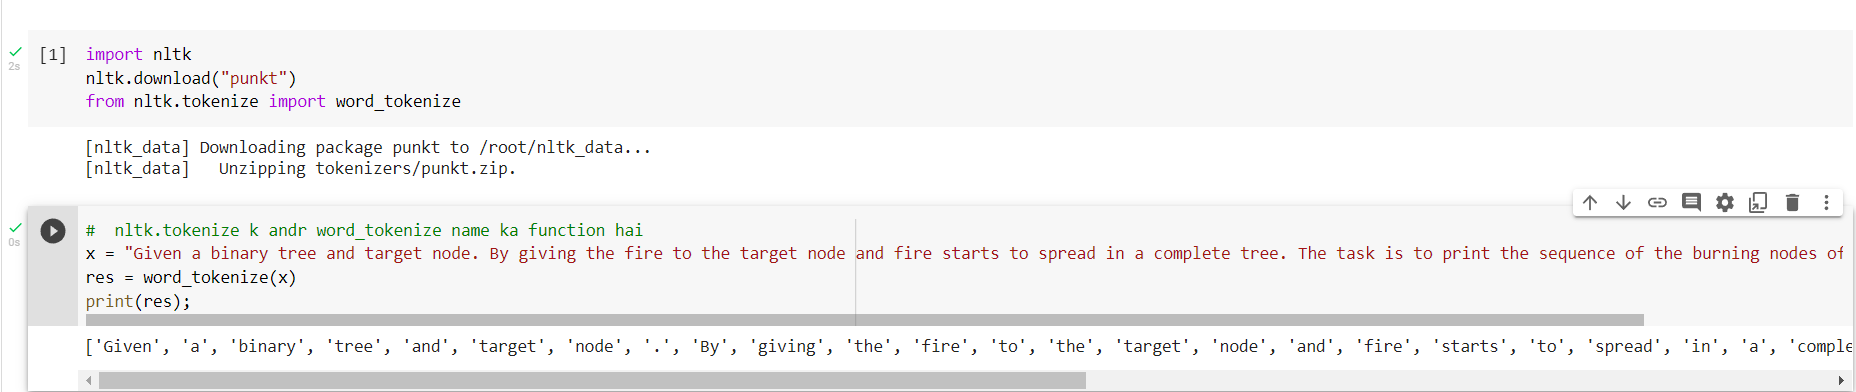 [1] import nltk
2s
nltk.download("punkt")
from nltk.tokenize import word_tokenize
[nltk_data] Downloading package punkt to /root/nltk_data...
[nltk_data]   Unzipping tokenizers/punkt.zip.
#  nltk.tokenize k andr word_tokenize name ka function hai
0s
x = "Given a binary tree and target node. By giving the fire to the target node and fire starts to spread in a complete tree. The task is to print the sequence of the burning nodes of
res = word_tokenize(x)
print(res);
['Given', 'a', 'binary', 'tree', 'and', 'target', 'node', '.', 'By', 'giving', 'the', 'fire', 'to', 'the', 'target', 'node', 'and', 'fire', 'starts', 'to', 'spread', 'in', 'a', 'comple